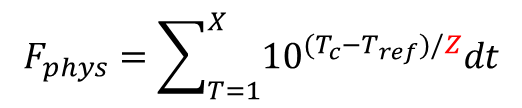 F_phys = ∑_{T=1}^{X} 10^{(T_c−T_ref)/Z} dt